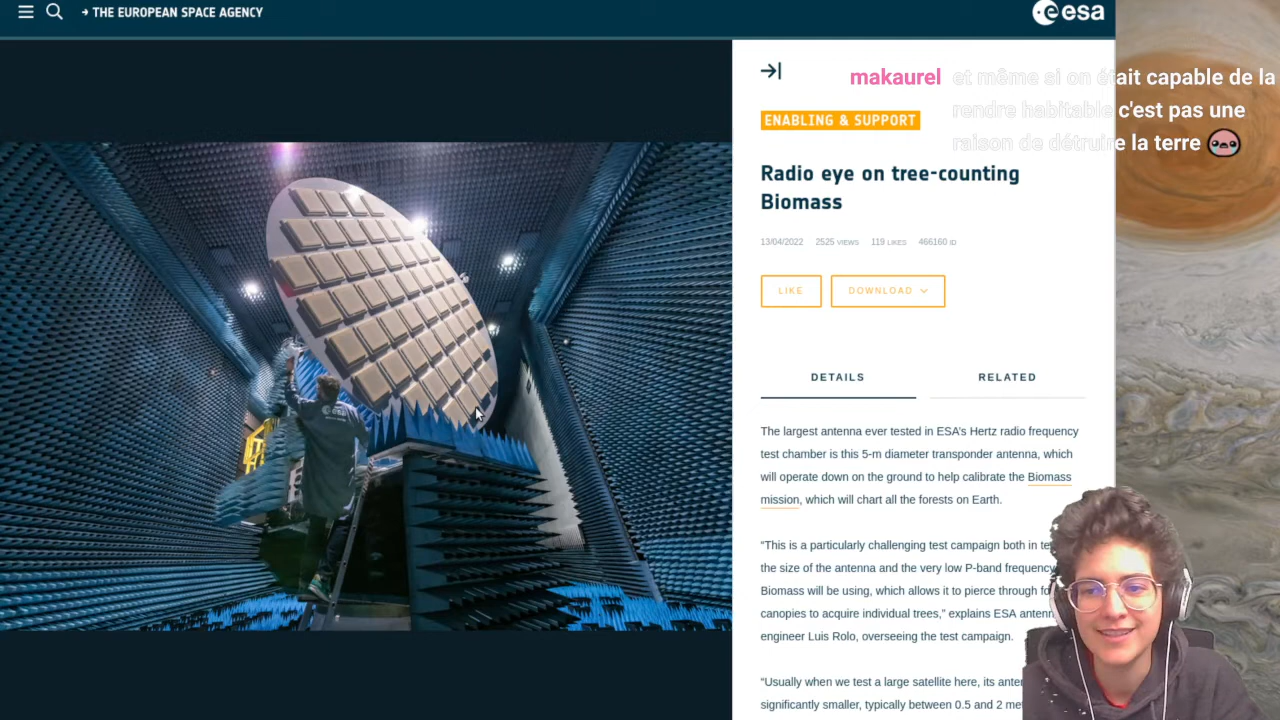 → THE EUROPEAN SPACE AGENCY
esa
makaurel et même si on était capable de la
rendre habitable c'est pas une
raison de détruire la terre
ENABLING & SUPPORT
Radio eye on tree-counting
Biomass
13/04/2022 2525 VIEWS 119 LIKES 466160 ID
LIKE
DOWNLOAD
DETAILS
RELATED
The largest antenna ever tested in ESA's Hertz radio frequency
test chamber is this 5-m diameter transponder antenna, which
will operate down on the ground to help calibrate the Biomass
mission, which will chart all the forests on Earth.
“This is a particularly challenging test campaign both in te
the size of the antenna and the very low P-band frequency
Biomass will be using, which allows it to pierce through fo
canopies to acquire individual trees,” explains ESA antenn
engineer Luis Rolo, overseeing the test campaign.
“Usually when we test a large satellite here, its anten
significantly smaller, typically between 0.5 and 2 me
esa